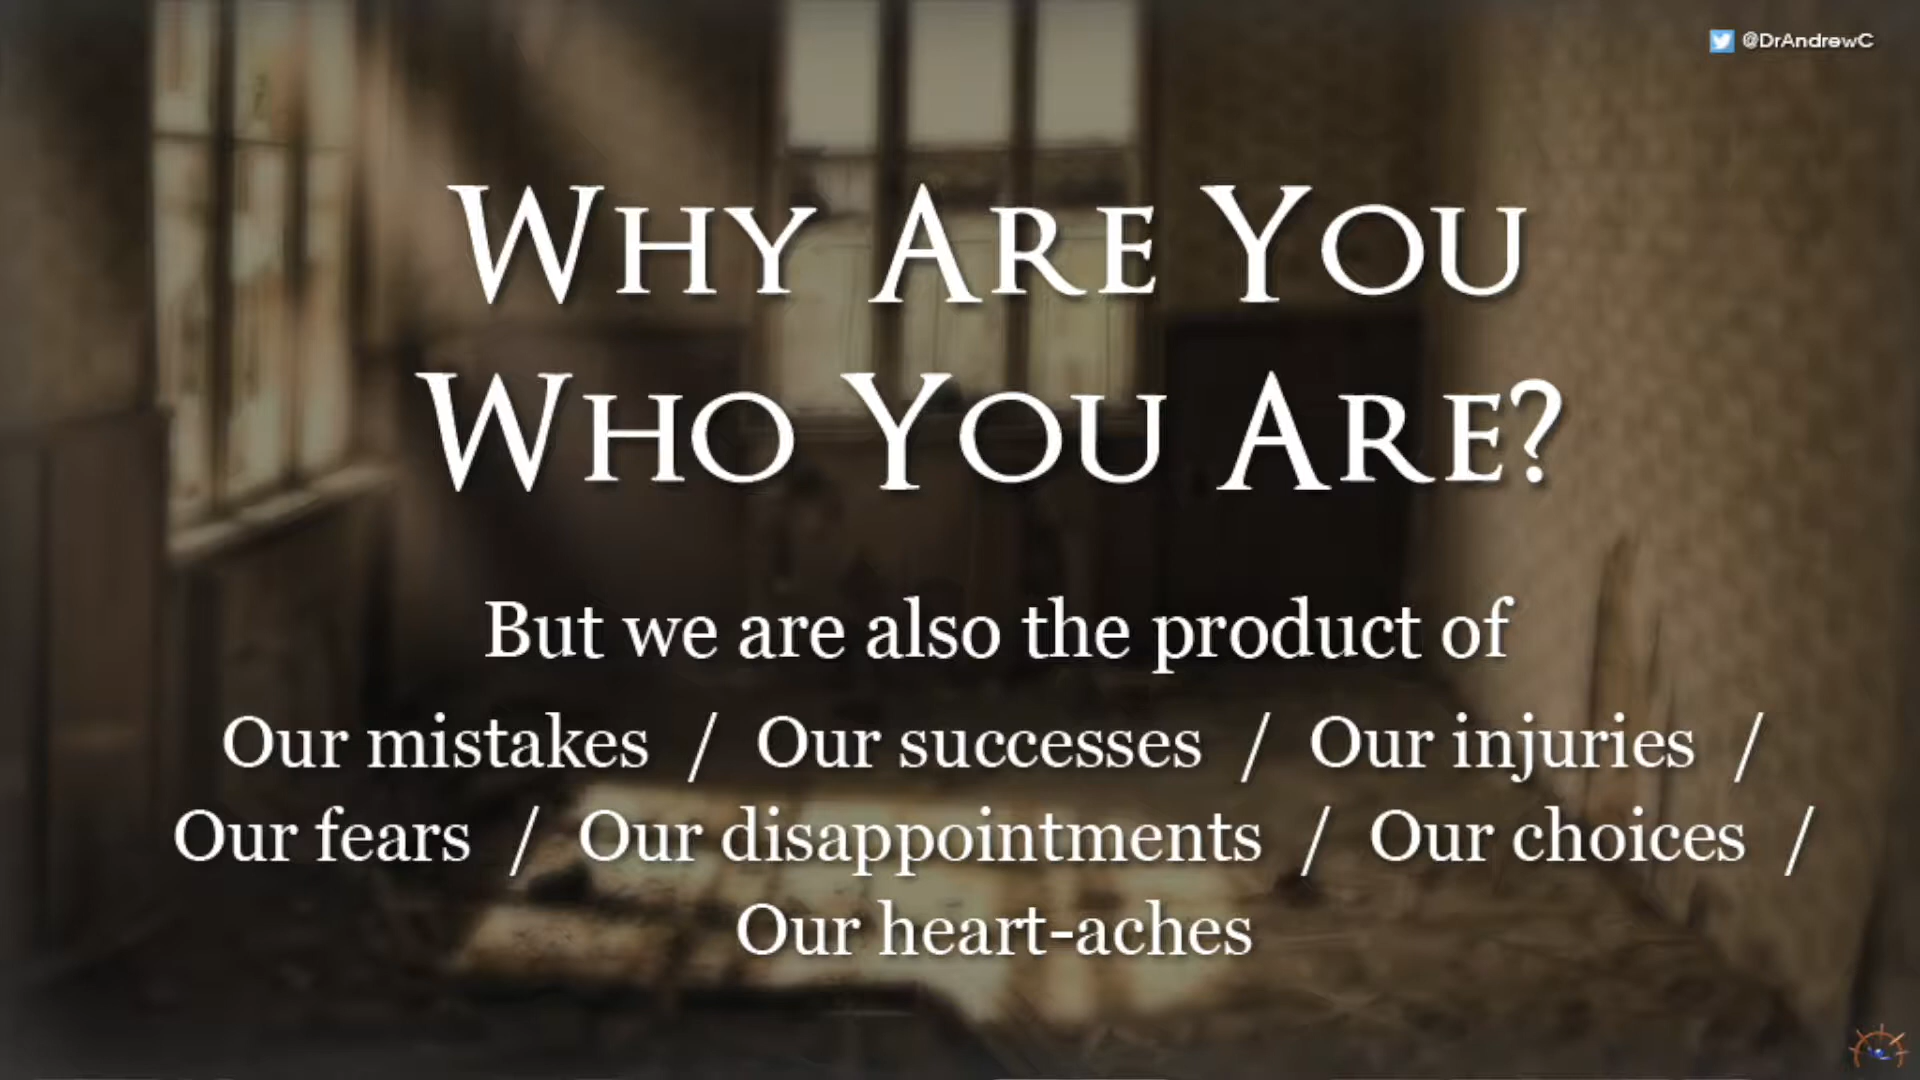 @DrAndrewC
WHY ARE YOU
WHO YOU ARE?
But we are also the product of
Our mistakes / Our successes / Our injuries /
Our fears / Our disappointments / Our choices /
Our heart-aches